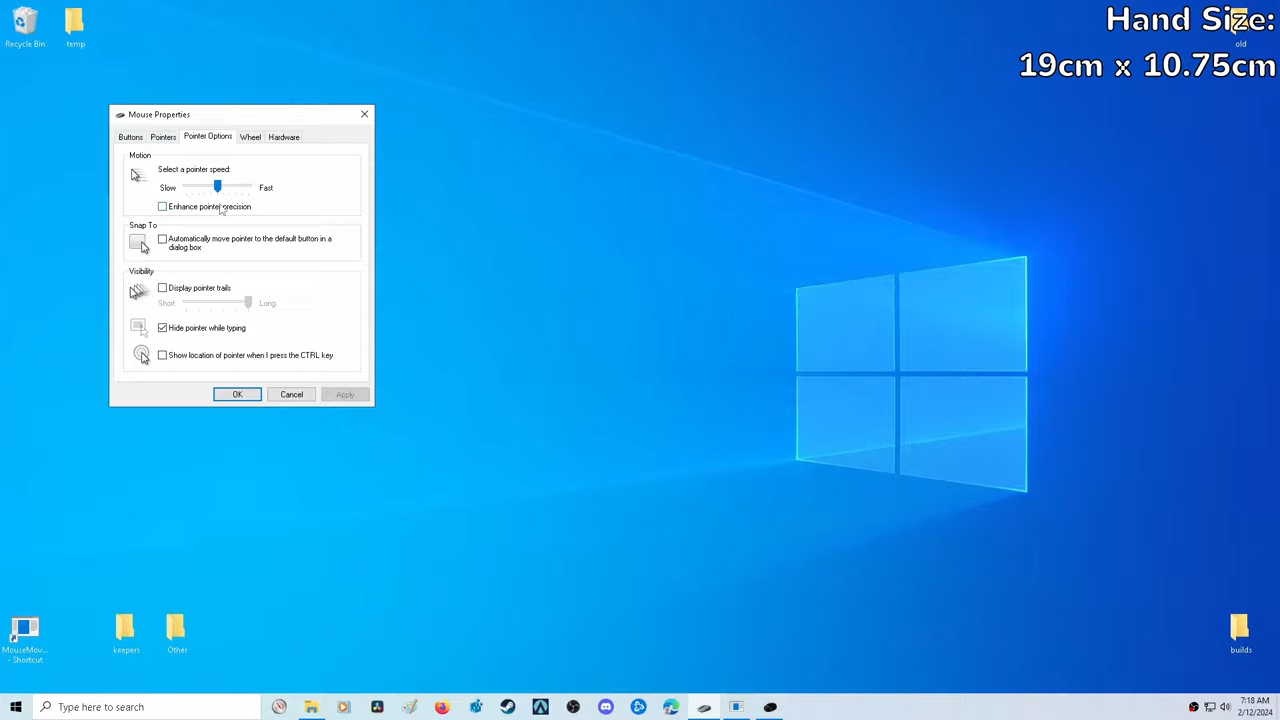 Hand Size:
19cm x 10.75cm
Recycle Bin
temp
old
Mouse Properties
Buttons
Pointers
Pointer Options
Wheel
Hardware
Motion
Select a pointer speed:
Slow
Fast
Enhance pointer precision
Snap To
Automatically move pointer to the default button in a
dialog box
Visibility
Display pointer trails
Short
Long
Hide pointer while typing
Show location of pointer when I press the CTRL key
OK
Cancel
Apply
MouseMov...
- Shortcut
keepers
Other
builds
Type here to search
7:18 AM
2/12/2024